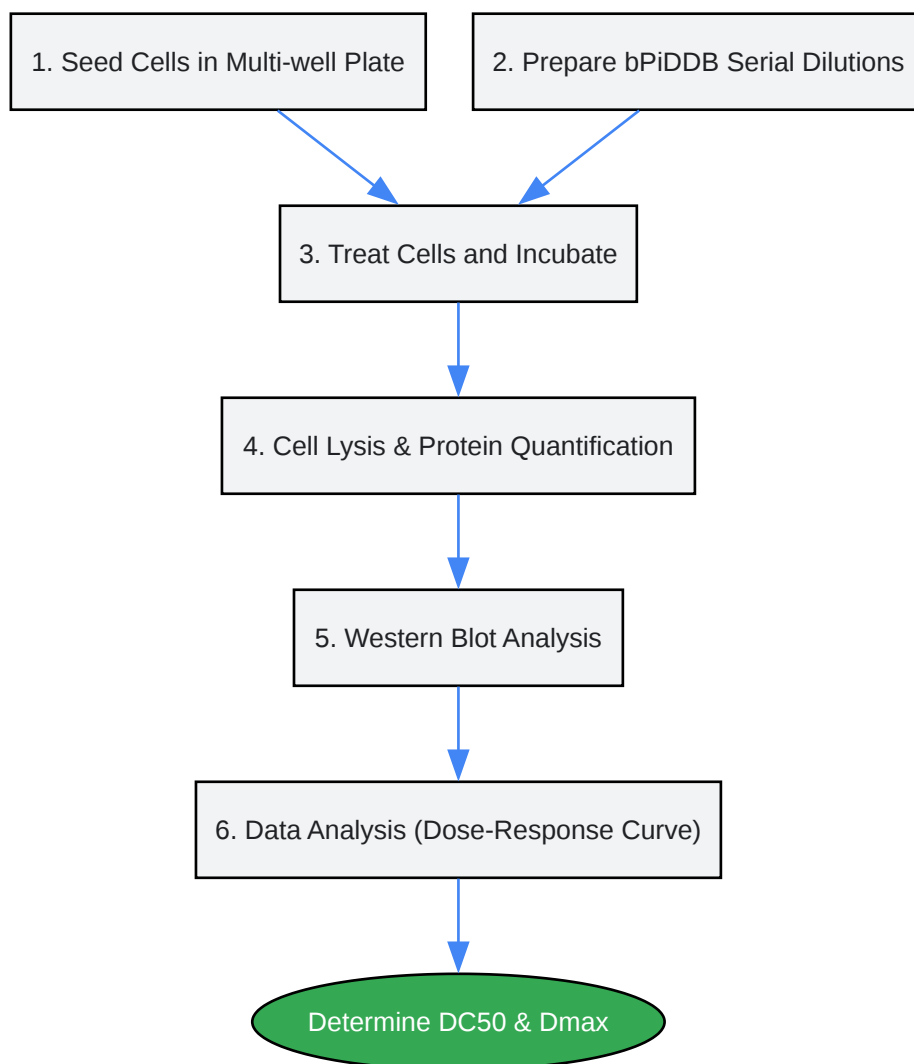 1. Seed Cells in Multi-well Plate
2. Prepare bPiDDB Serial Dilutions
3. Treat Cells and Incubate
4. Cell Lysis & Protein Quantification
5. Western Blot Analysis
6. Data Analysis (Dose-Response Curve)
Determine DC50 & Dmax